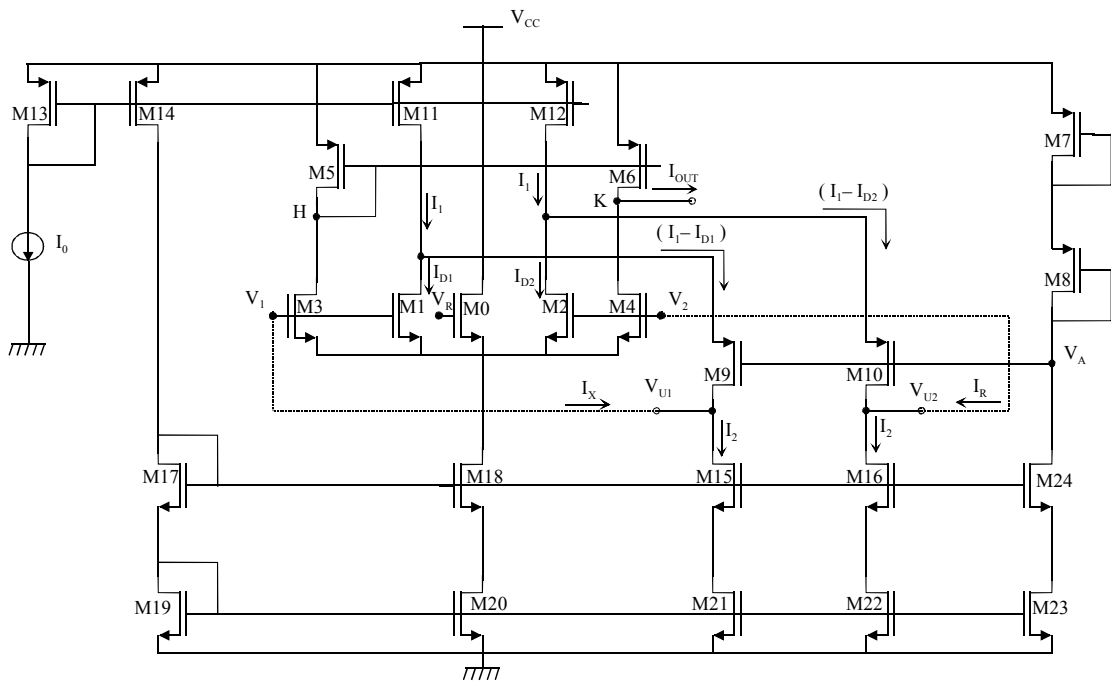 V_CC
M13
M14
M11
M12
M7
M5
M6
I_OUT
I_1
I_1
K
(I_1 – I_D2)
H
(I_1 – I_D1)
I_0
I_D1
I_D2
M8
V_1
M3
M1
V_R
M0
M2
M4
V_2
M9
M10
V_A
I_X
V_U1
V_U2
I_R
I_2
I_2
M17
M18
M15
M16
M24
M19
M20
M21
M22
M23